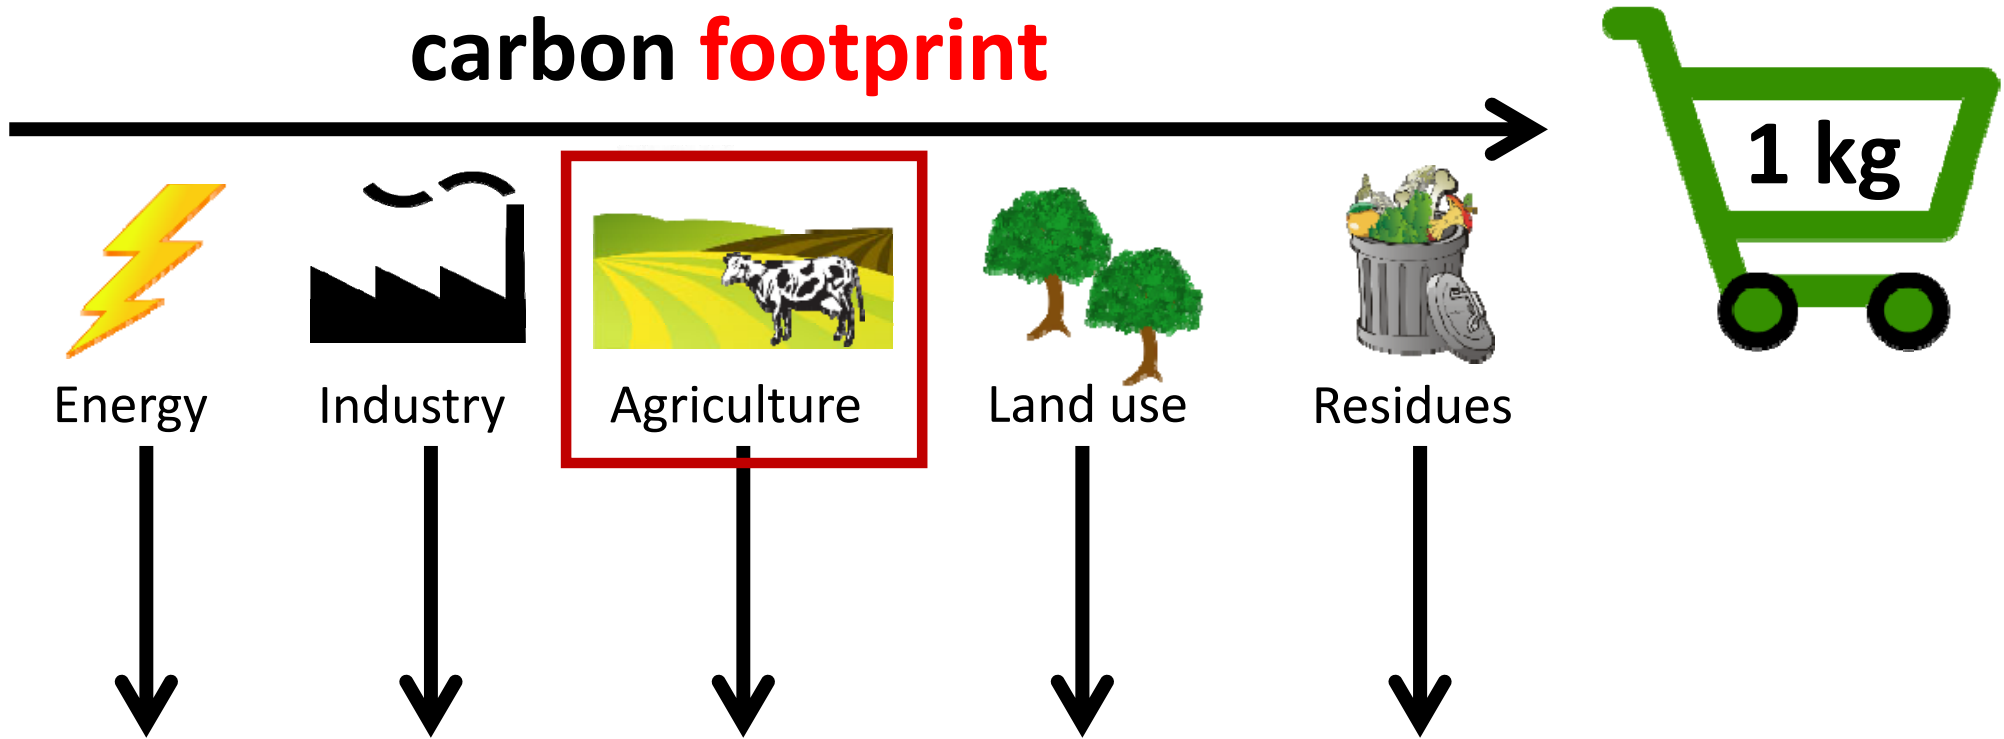 carbon footprint
1 kg
Energy
Industry
Agriculture
Land use
Residues